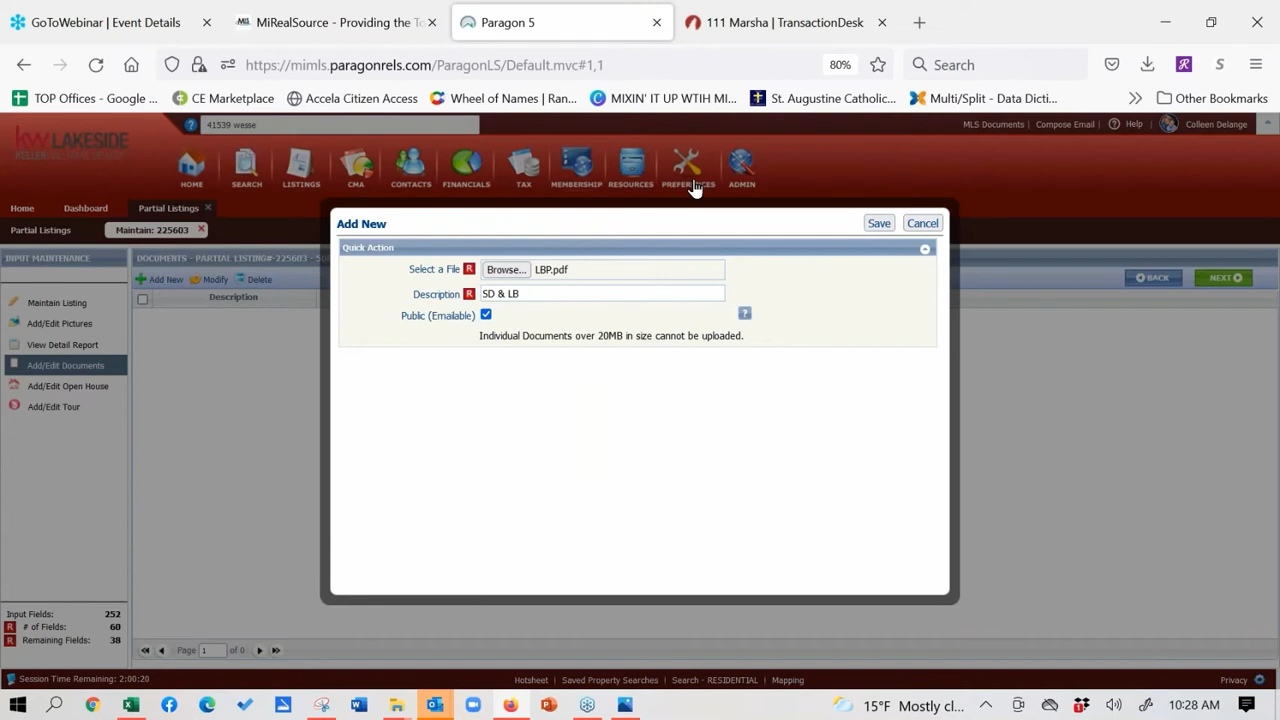 GoToWebinar | Event Details
MiRealSource - Providing the To
Paragon 5
111 Marsha | TransactionDesk
https://mimls.paragonrels.com/ParagonLS/Default.mvc#1,1
80%
Search
TOP Offices - Google ...
CE Marketplace
Accela Citizen Access
Wheel of Names | Ran...
MIXIN' IT UP WTIH MI...
St. Augustine Catholic...
Multi/Split - Data Dicti...
Other Bookmarks
kw LAKESIDE
41539 wesse
MLS Documents
Compose Email
Help
Colleen Delange
HOME
SEARCH
LISTINGS
CMA
CONTACTS
FINANCIALS
TAX
MEMBERSHIP
RESOURCES
PREFERENCES
ADMIN
Home
Dashboard
Partial Listings
Partial Listings
Maintain: 225603
INPUT MAINTENANCE
Maintain Listing
Add/Edit Pictures
View Detail Report
Add/Edit Documents
Add/Edit Open House
Add/Edit Tour
Input Fields: 252
R # of Fields: 60
R Remaining Fields: 38
Add New
Modify
Delete
Description
BACK
NEXT
Add New
Save
Cancel
Quick Action
Select a File R Browse... LBP.pdf
Description R SD & LB
Public (Emailable)
?
Individual Documents over 20MB in size cannot be uploaded.
Page 1 of 0
Session Time Remaining: 2:00:20
Hotsheet
Saved Property Searches
Search - RESIDENTIAL
Mapping
Privacy
15°F Mostly cl...
10:28 AM